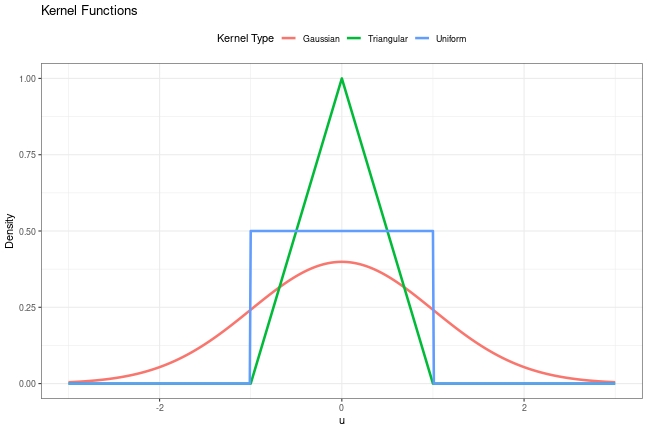 Kernel Functions
Kernel Type Gaussian Triangular Uniform
1.00
0.75
0.50
0.25
0.00
Density
-2 0 2
u